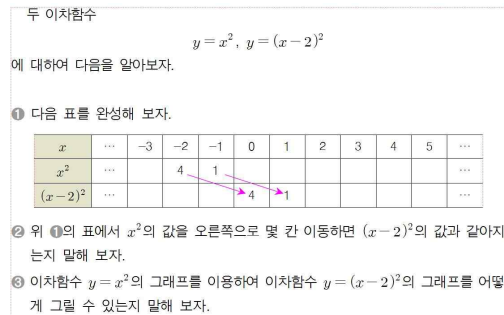 두 이차함수
y=x², y=(x-2)²
에 대하여 다음을 알아보자.
❶ 다음 표를 완성해 보자.
x … -3 -2 -1 0 1 2 3 4 5 …
x² … 4 1 …
(x-2)² … 4 1 …
❷ 위 ❶의 표에서 x²의 값을 오른쪽으로 몇 칸 이동하면 (x-2)²의 값과 같아지
는지 말해 보자.
❸ 이차함수 y=x²의 그래프를 이용하여 이차함수 y=(x-2)²의 그래프를 어떻
게 그릴 수 있는지 말해 보자.